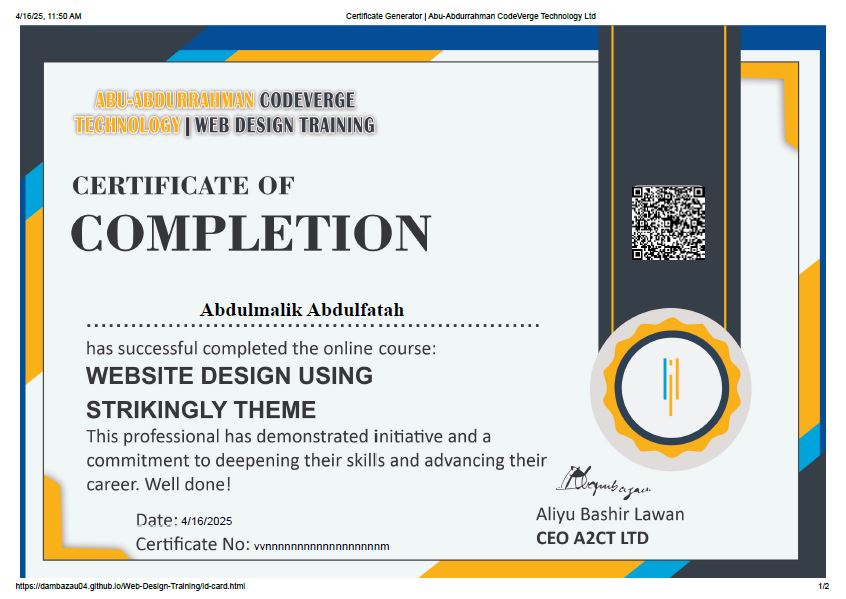 4/16/25, 11:50 AM
Certificate Generator | Abu-Abdurrahman CodeVerge Technology Ltd
ABU-ABDURRAHMAN CODEVERGE
TECHNOLOGY | WEB DESIGN TRAINING
CERTIFICATE OF
COMPLETION
Abdulmalik Abdulfatah
has successful completed the online course:
WEBSITE DESIGN USING
STRIKINGLY THEME
This professional has demonstrated initiative and a
commitment to deepening their skills and advancing their
career. Well done!
Date: 4/16/2025
Certificate No: vvnnnnnnnnnnnnnnnnnnnm
Aliyu Bashir Lawan
CEO A2CT LTD
https://dambazau04.github.io/Web-Design-Training/id-card.html
1/2